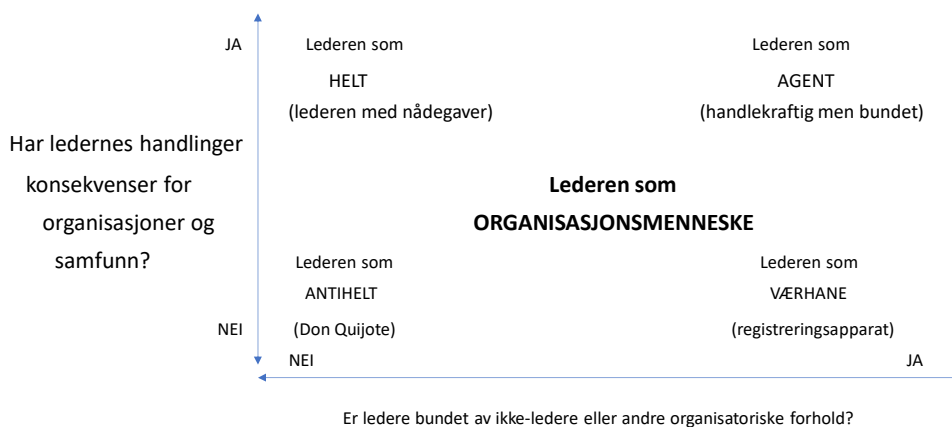 JA
Lederen som
HELT
(lederen med nådegaver)
Lederen som
AGENT
(handlekraftig men bundet)
Har ledernes handlinger
konsekvenser for
organisasjoner og
samfunn?
Lederen som
ORGANISASJONSMENNESKE
Lederen som
ANTIHELT
(Don Quijote)
Lederen som
VÆRHANE
(registreringsapparat)
NEI
NEI
JA
Er ledere bundet av ikke-ledere eller andre organisatoriske forhold?